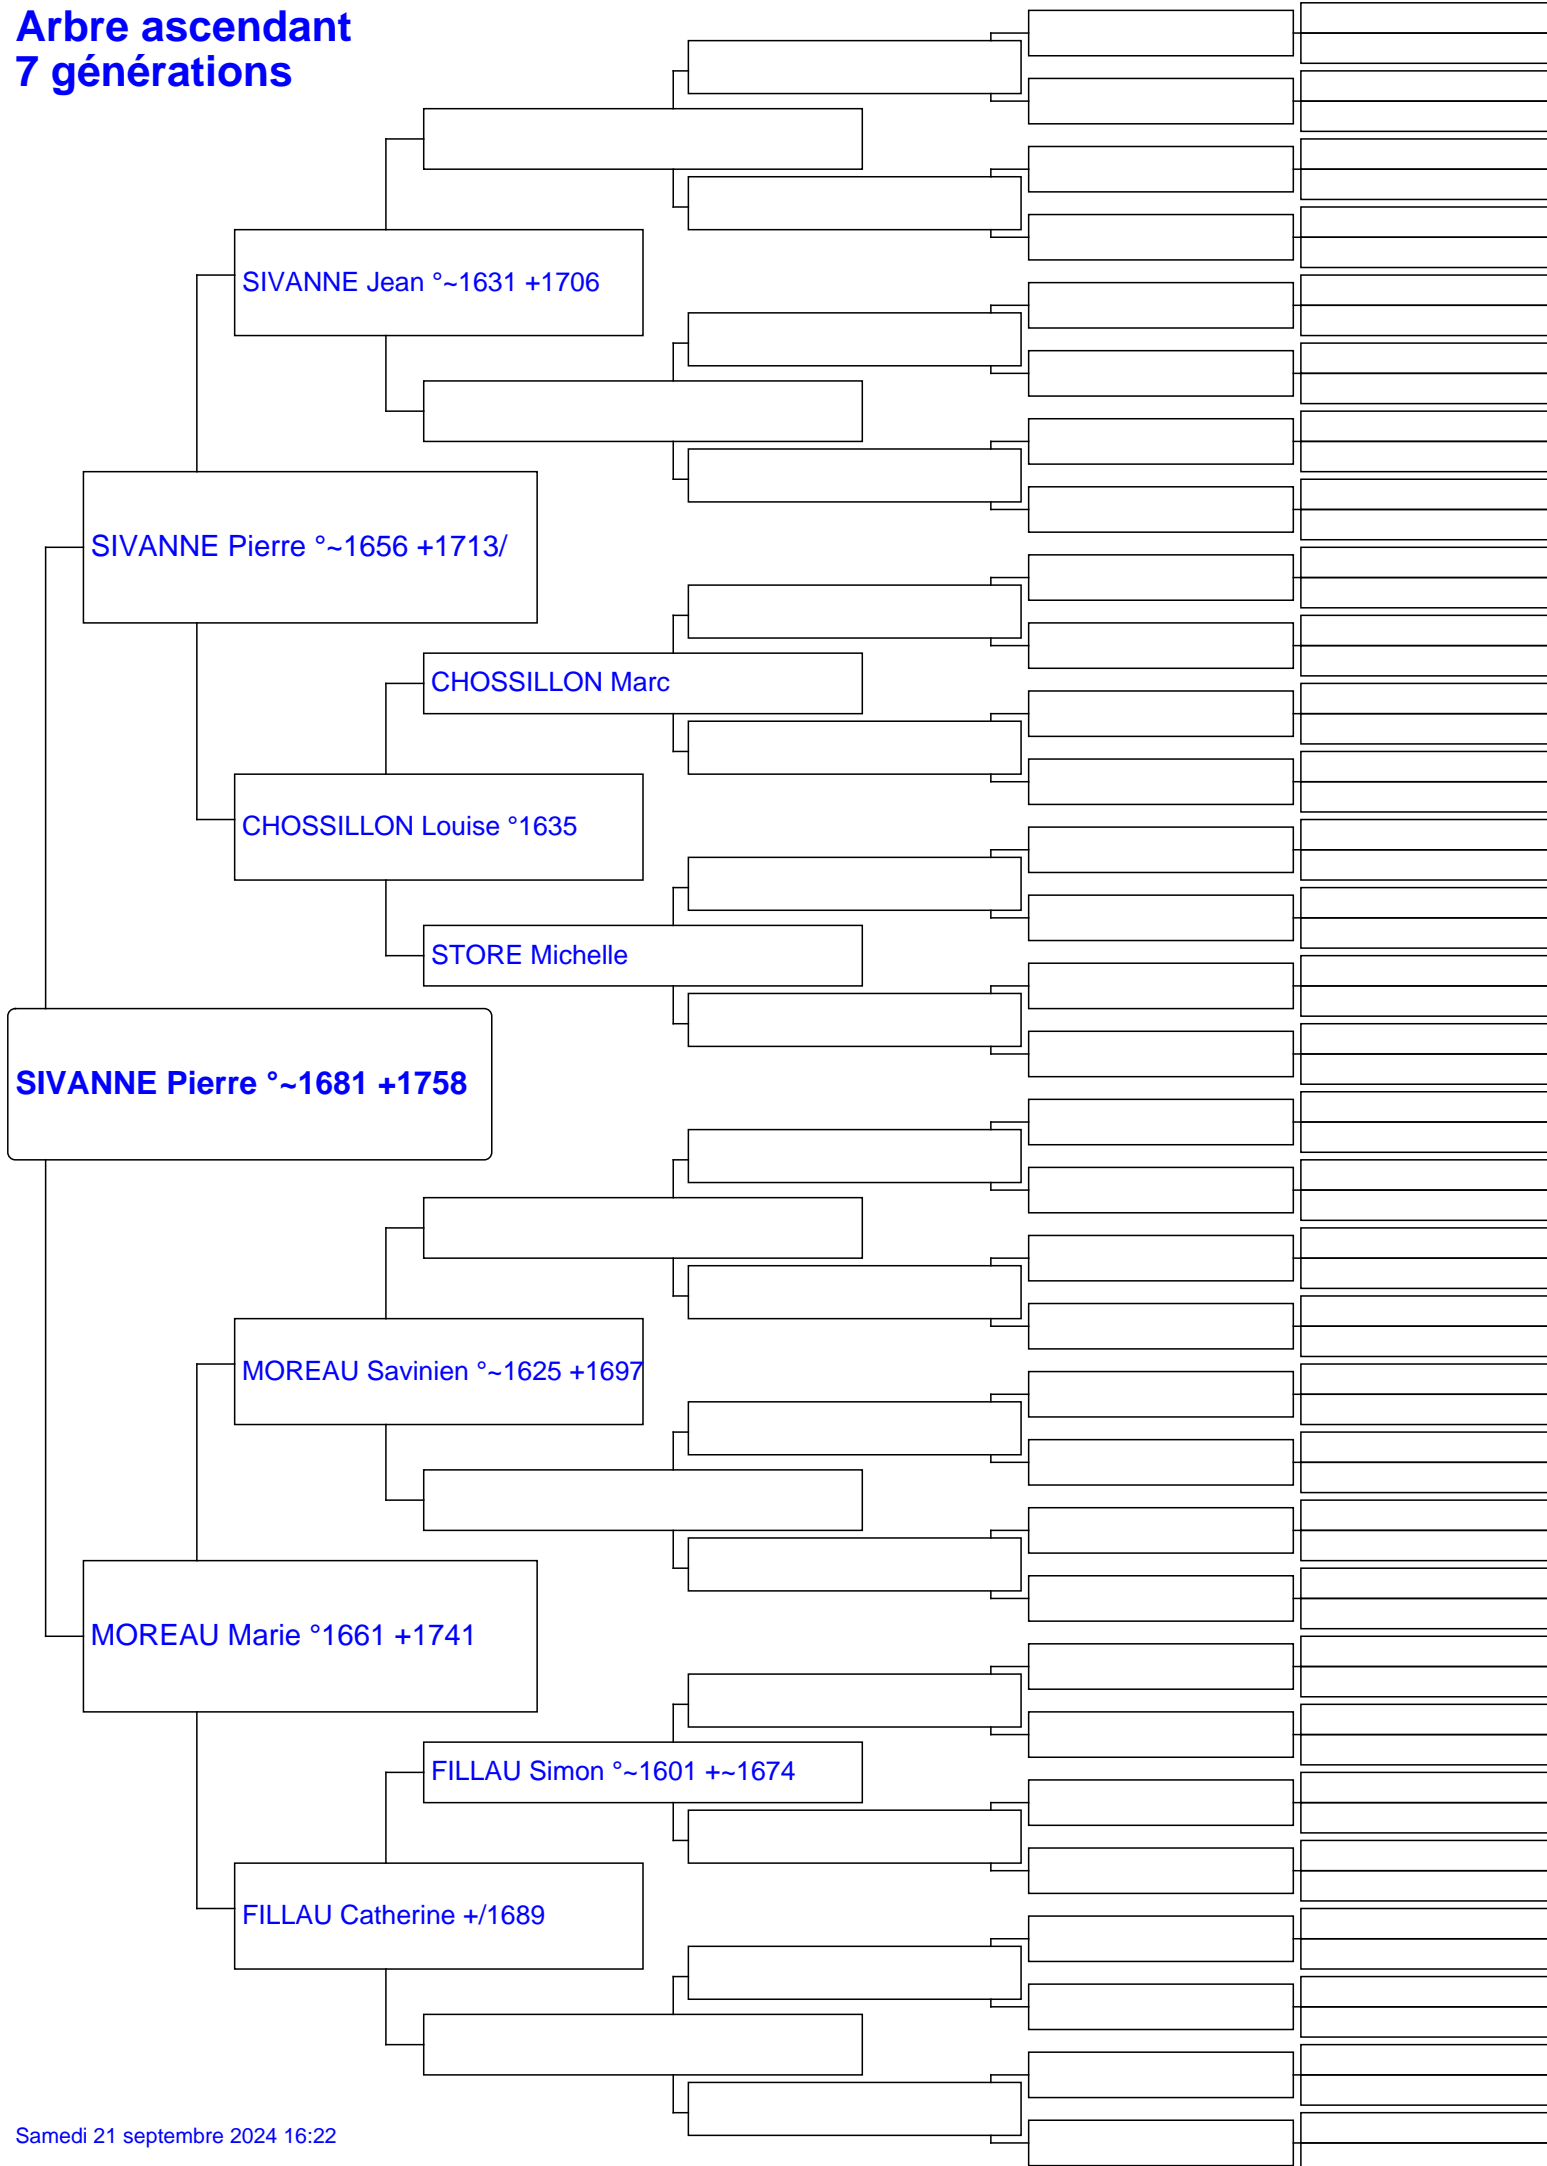 Arbre ascendant
7 générations
SIVANNE Jean °~1631 +1706
SIVANNE Pierre °~1656 +1713/
CHOSSILLON Marc
CHOSSILLON Louise °1635
STORE Michelle
SIVANNE Pierre °~1681 +1758
MOREAU Savinien °~1625 +1697
MOREAU Marie °1661 +1741
FILLAU Simon °~1601 +~1674
FILLAU Catherine +/1689
Samedi 21 septembre 2024 16:22